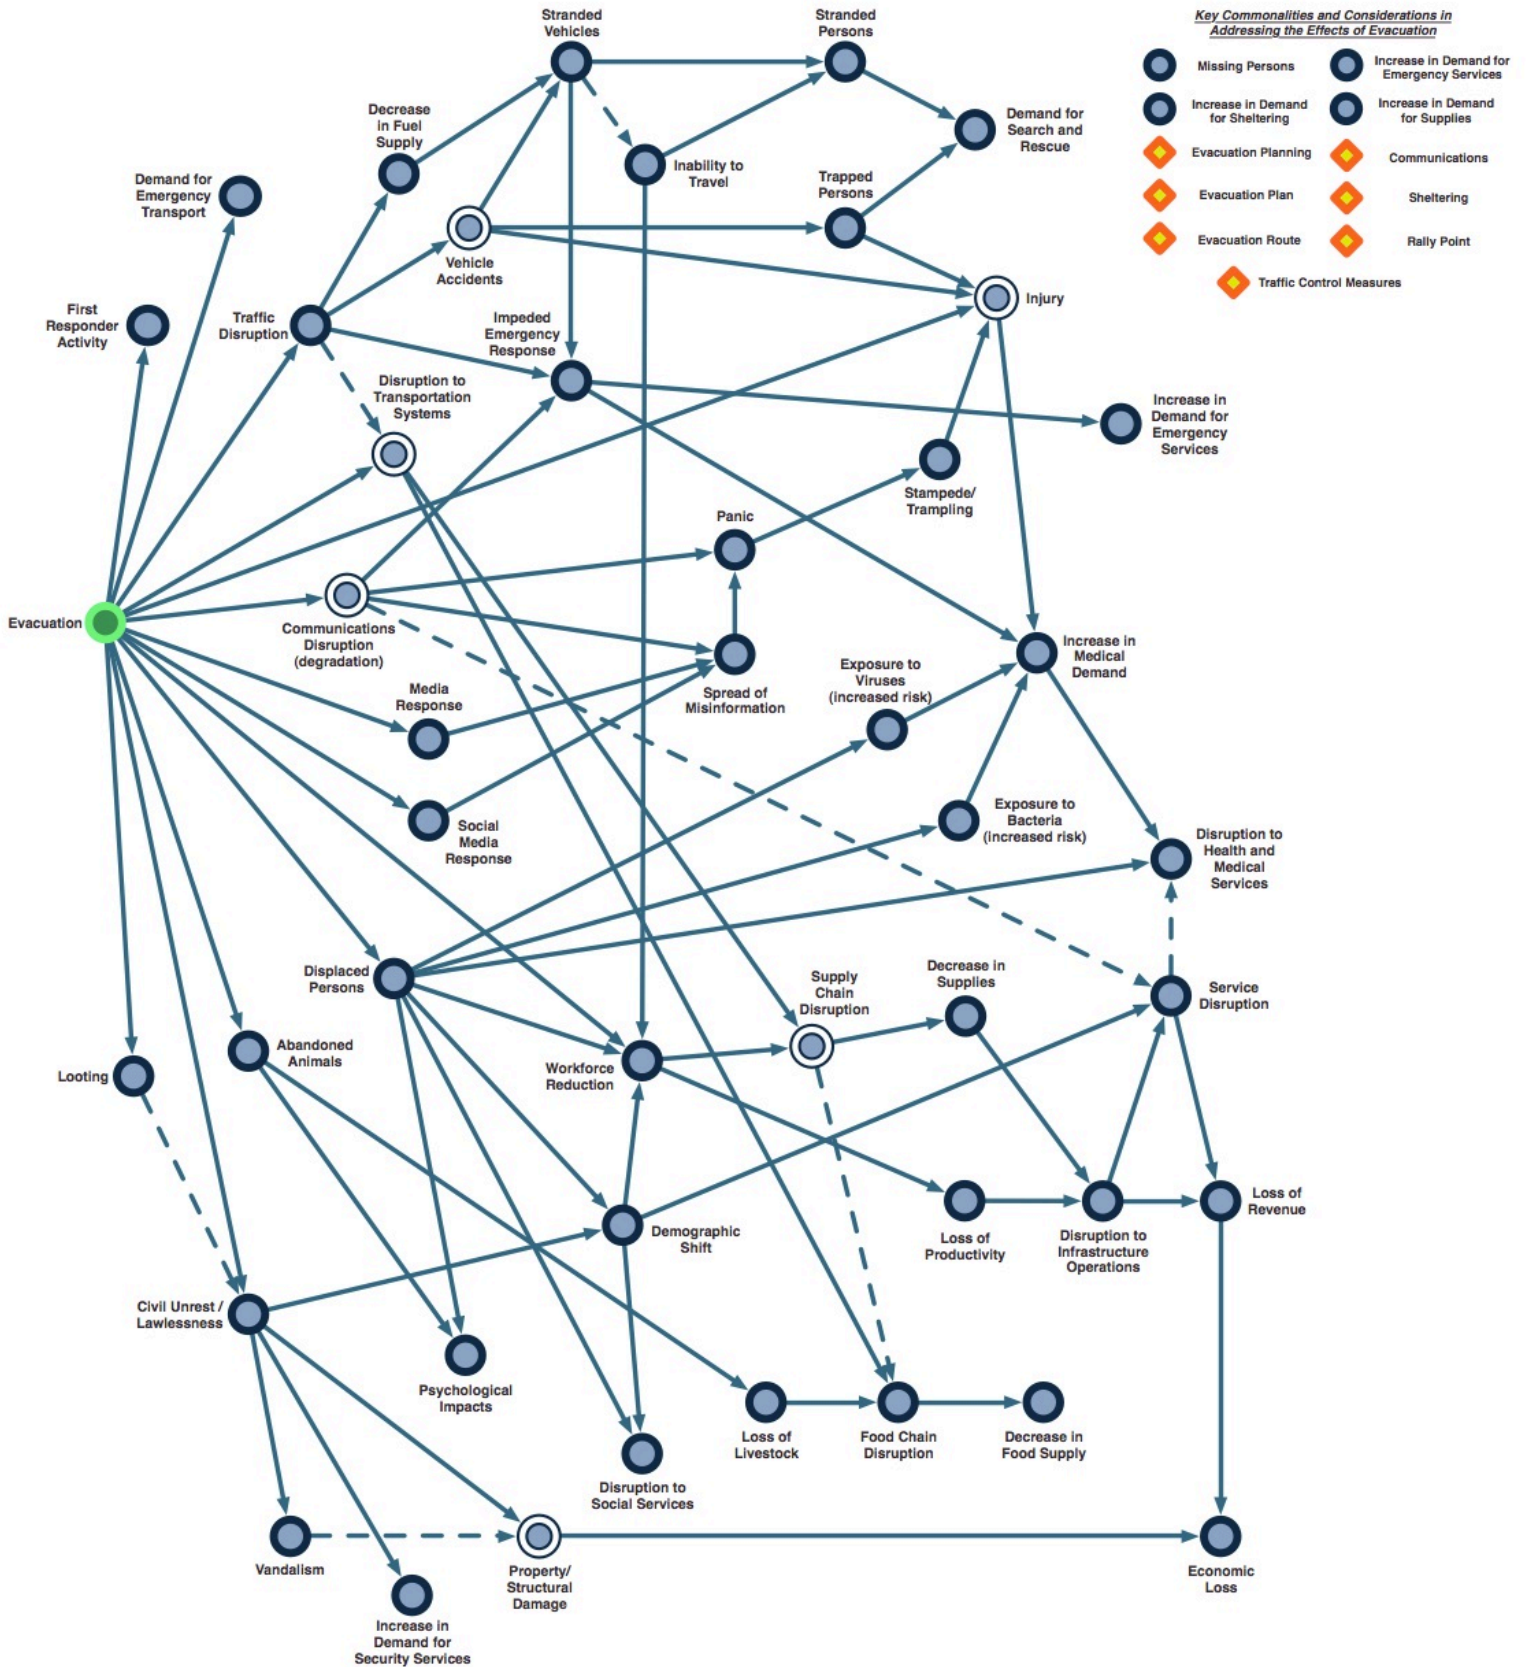 Key Commonalities and Considerations in
Addressing the Effects of Evacuation
Missing Persons
Increase in Demand for
Emergency Services
Increase in Demand
for Sheltering
Increase in Demand
for Supplies
Evacuation Planning
Communications
Evacuation Plan
Sheltering
Evacuation Route
Rally Point
Traffic Control Measures
Stranded
Vehicles
Stranded
Persons
Decrease
in Fuel
Supply
Demand for
Search and
Rescue
Inability to
Travel
Demand for
Emergency
Transport
Trapped
Persons
Vehicle
Accidents
Injury
First
Responder
Activity
Traffic
Disruption
Impeded
Emergency
Response
Disruption to
Transportation
Systems
Increase in
Demand for
Emergency
Services
Stampede/
Trampling
Panic
Evacuation
Communications
Disruption
(degradation)
Increase in
Medical
Demand
Exposure to
Viruses
(increased risk)
Media
Response
Spread of
Misinformation
Social
Media
Response
Exposure to
Bacteria
(increased risk)
Disruption to
Health and
Medical
Services
Displaced
Persons
Supply
Chain
Disruption
Decrease in
Supplies
Service
Disruption
Abandoned
Animals
Looting
Workforce
Reduction
Demographic
Shift
Loss of
Productivity
Disruption to
Infrastructure
Operations
Loss of
Revenue
Civil Unrest /
Lawlessness
Psychological
Impacts
Loss of
Livestock
Food Chain
Disruption
Decrease in
Food Supply
Disruption to
Social Services
Vandalism
Property/
Structural
Damage
Economic
Loss
Increase in
Demand for
Security Services